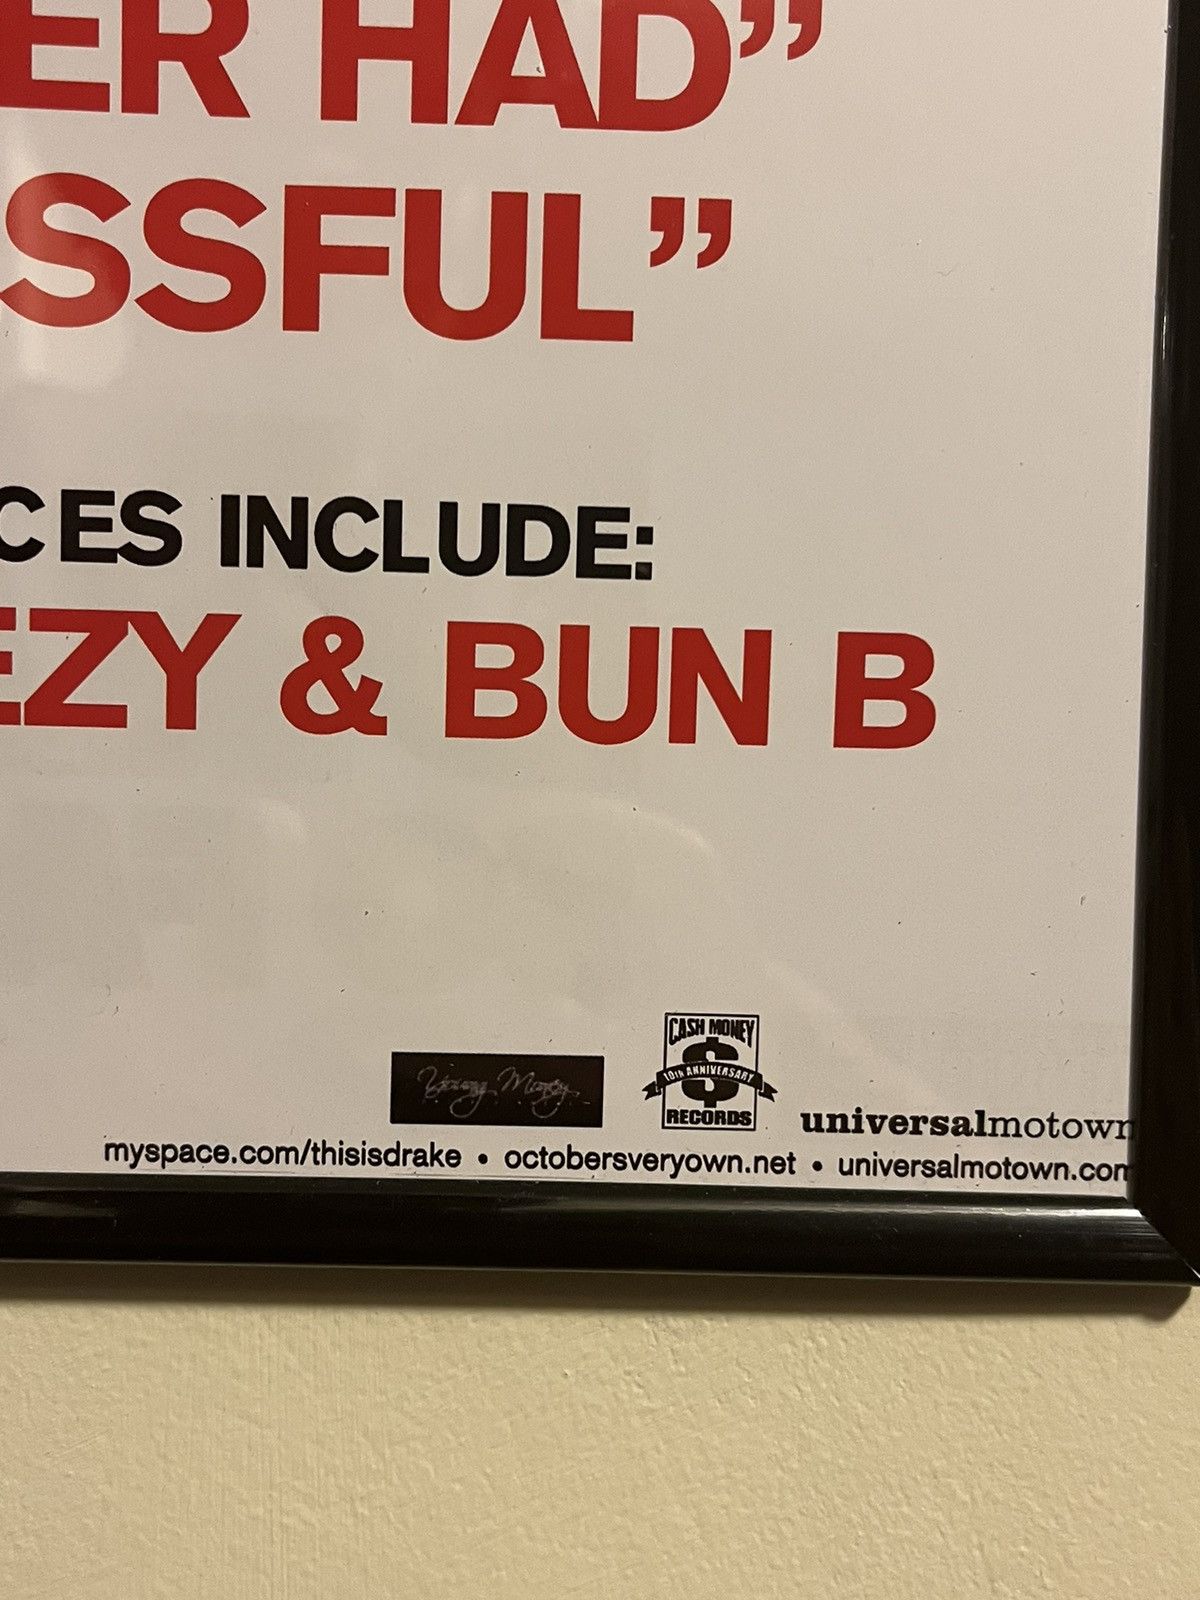 ER HAD”
SSFUL”
CES INCLUDE:
EZY & BUN B
Young Money
CASH MONEY
$
10th ANNIVERSARY
RECORDS
universalmotown
myspace.com/thisisdrake • octobersveryown.net • universalmotown.com